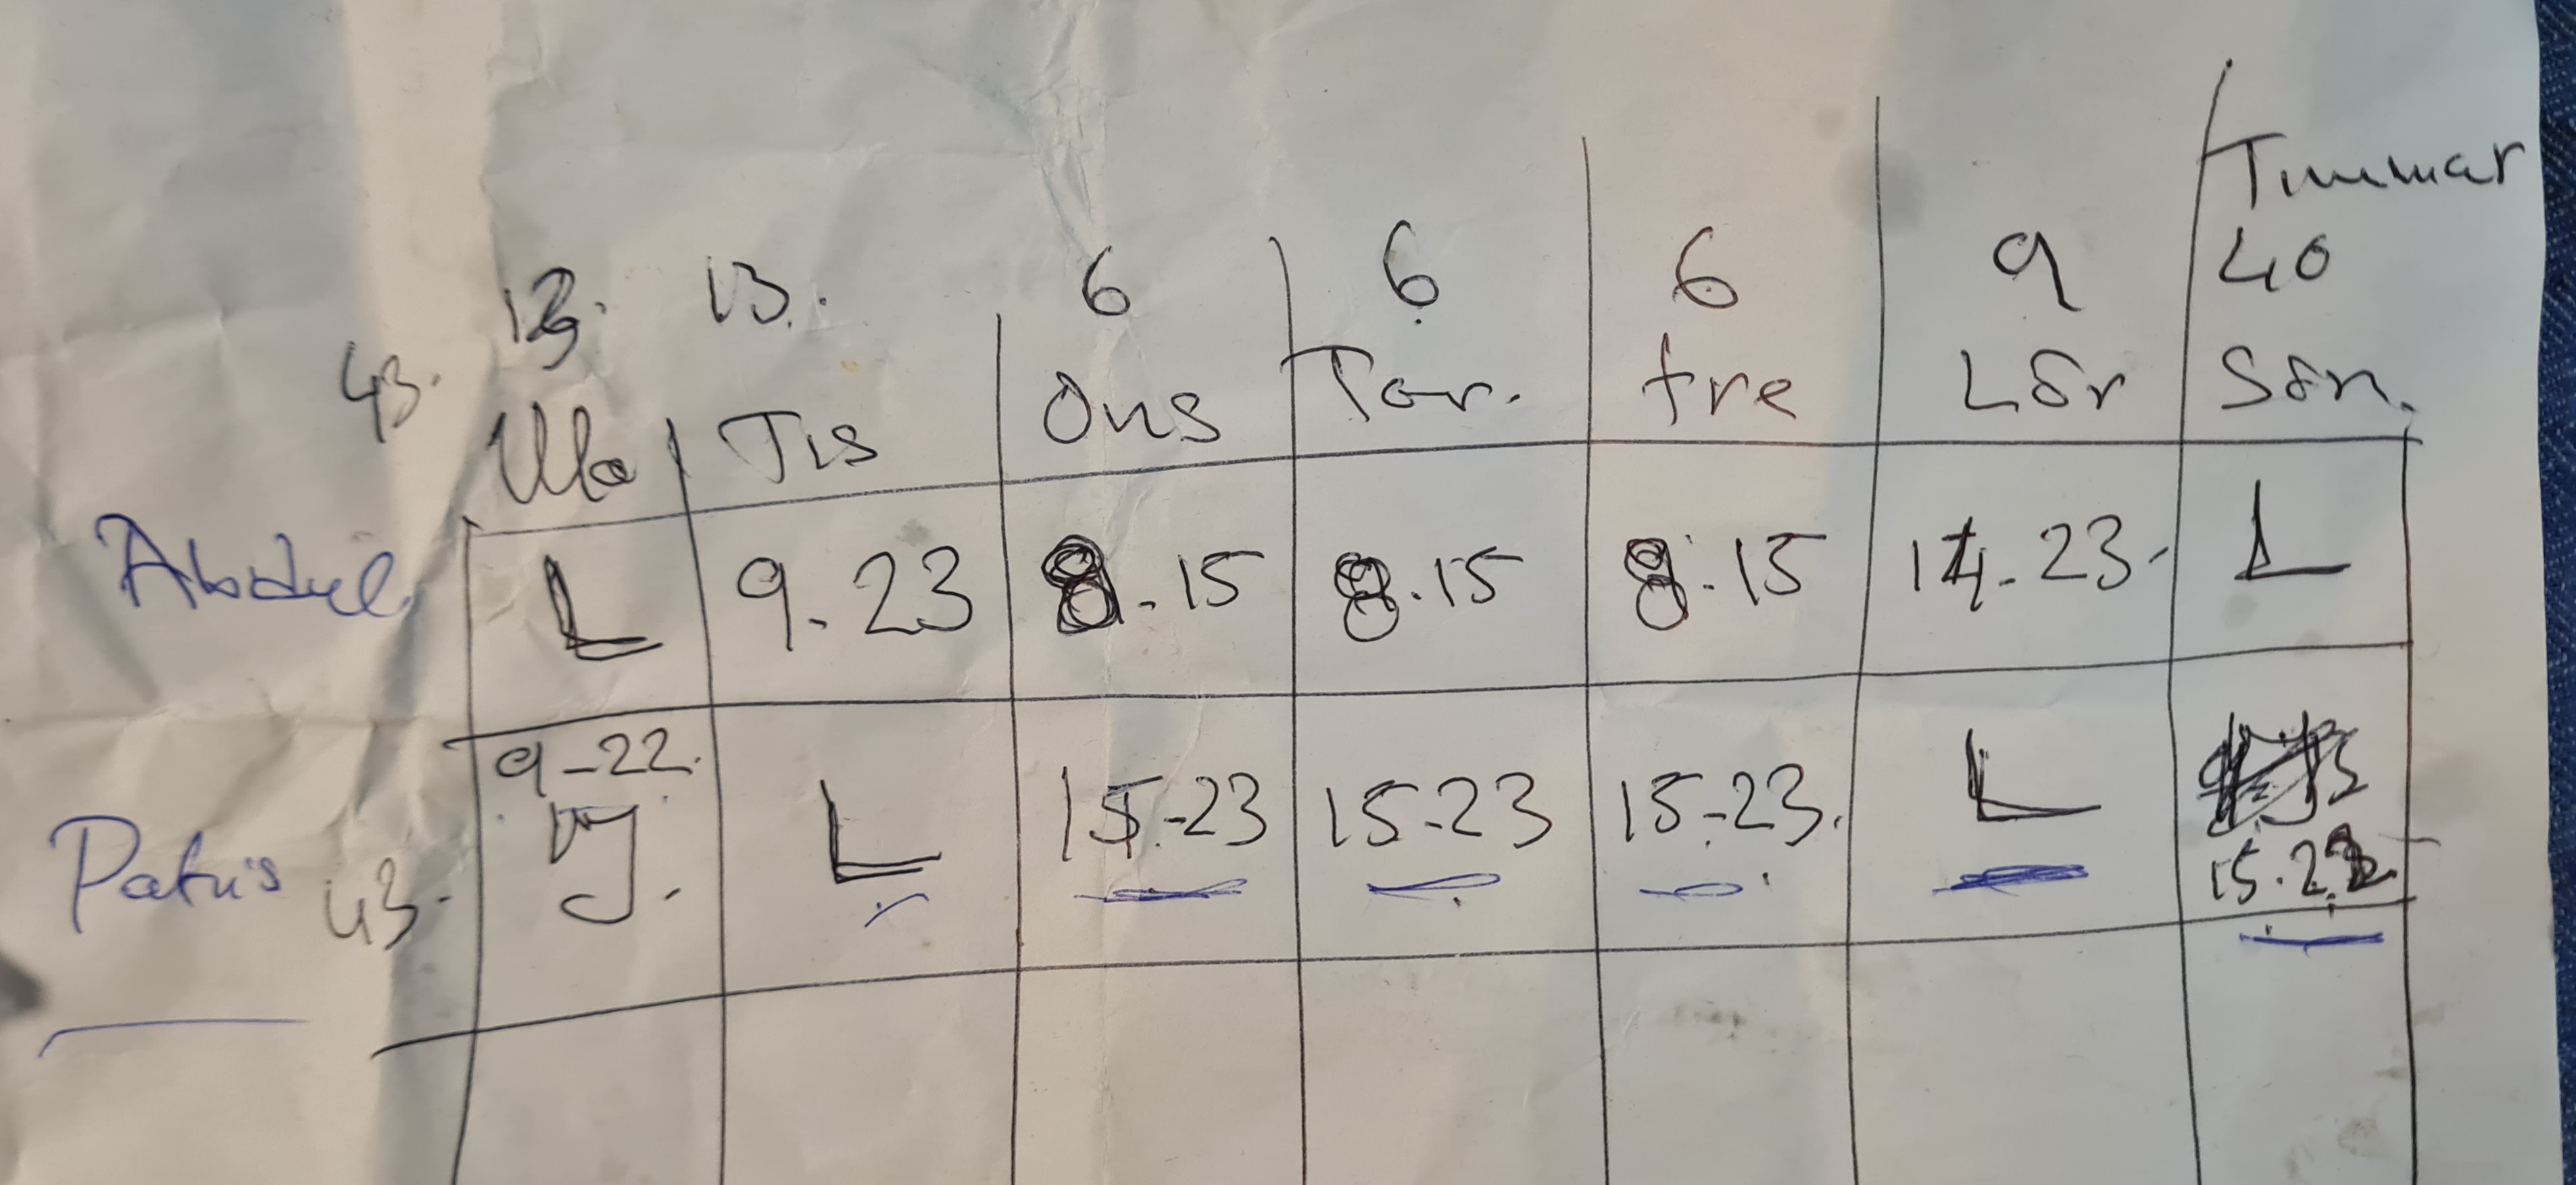 Timmar
13. 13. 6 6 6 9 40
43. Mo Tis Ons Tor. fre Lör Sön.
Abdul L 9-23 8-15 8-15 8-15 14-23- L
9-22. 
Patris 43. J. L 15-23 15-23 15-23. L
15-22